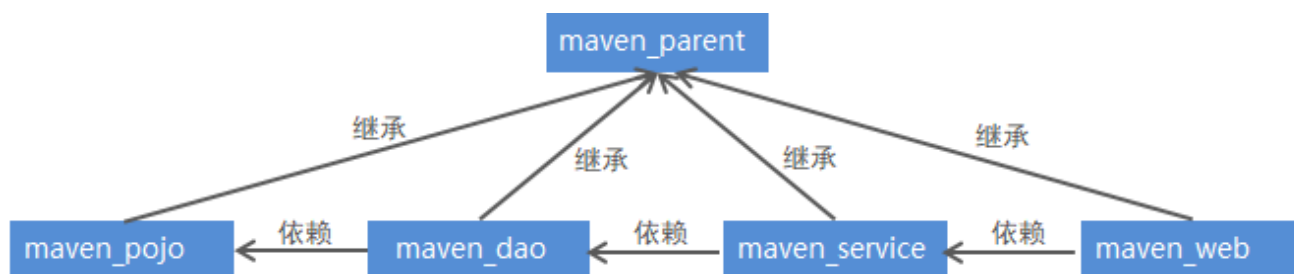 maven_parent
继承
继承
继承
继承
maven_pojo
依赖
maven_dao
依赖
maven_service
依赖
maven_web